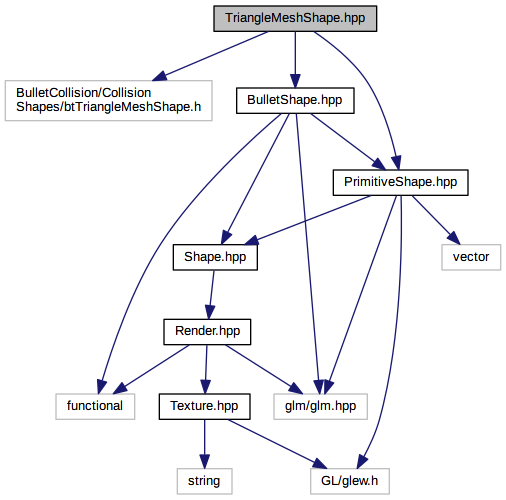 TriangleMeshShape.hpp
BulletCollision/Collision
Shapes/btTriangleMeshShape.h
BulletShape.hpp
PrimitiveShape.hpp
Shape.hpp
vector
Render.hpp
functional
Texture.hpp
glm/glm.hpp
string
GL/glew.h